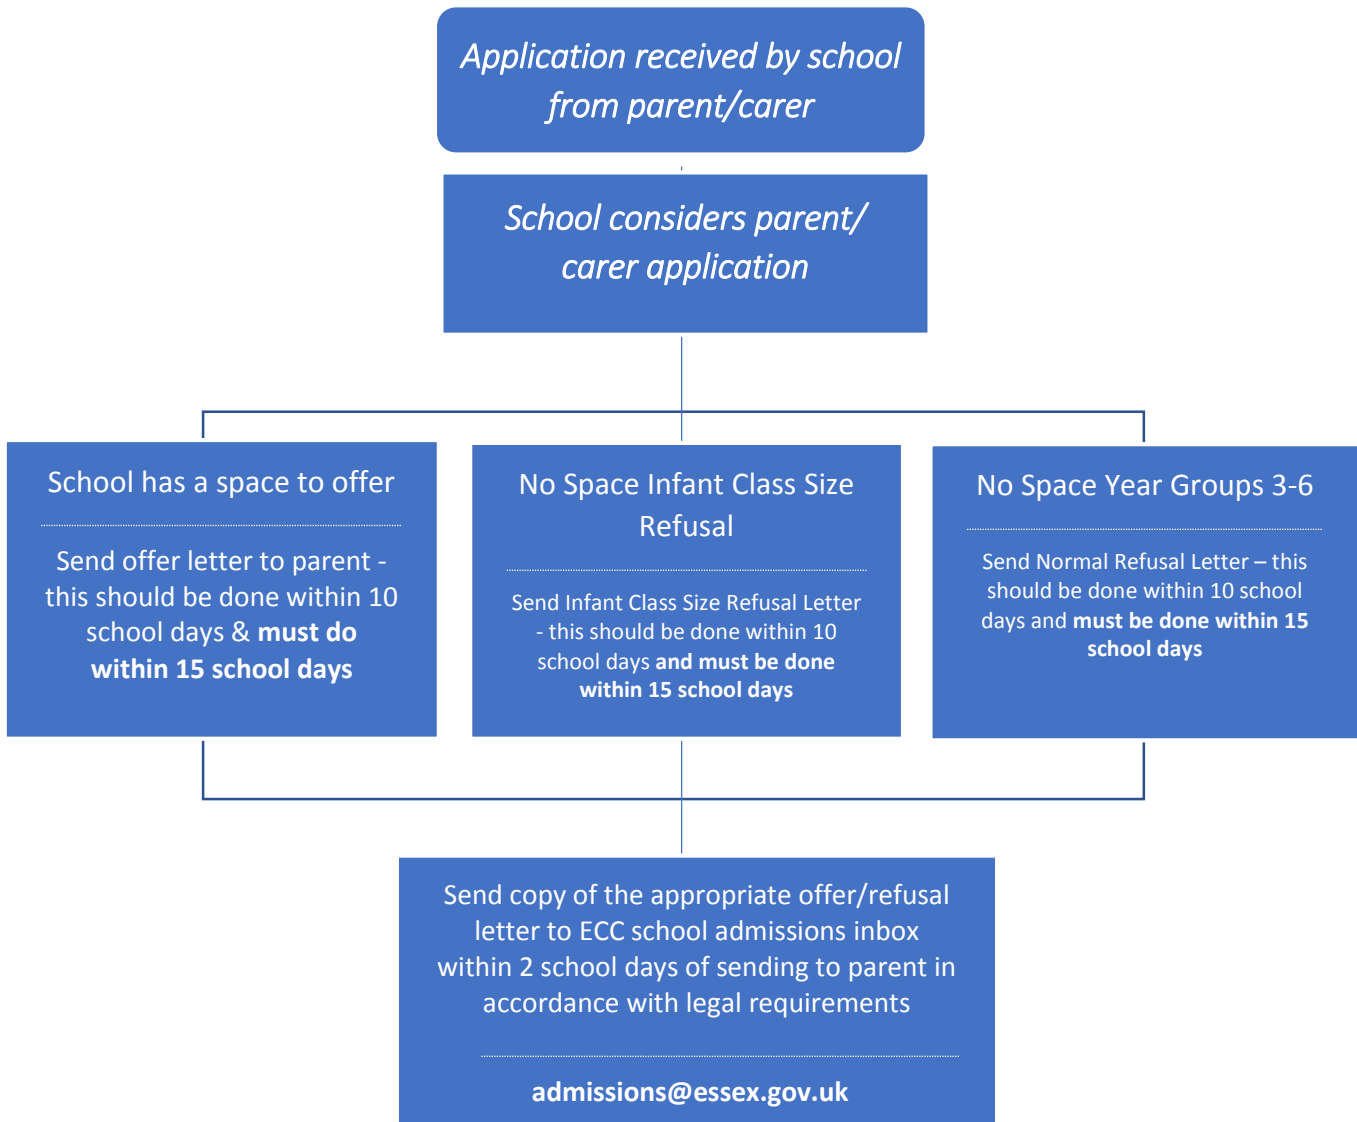 Application received by school
from parent/carer
School considers parent/
carer application
School has a space to offer
Send offer letter to parent -
this should be done within 10
school days & must do
within 15 school days
No Space Infant Class Size
Refusal
Send Infant Class Size Refusal Letter
- this should be done within 10
school days and must be done
within 15 school days
No Space Year Groups 3-6
Send Normal Refusal Letter – this
should be done within 10 school
days and must be done within 15
school days
Send copy of the appropriate offer/refusal
letter to ECC school admissions inbox
within 2 school days of sending to parent in
accordance with legal requirements
admissions@essex.gov.uk